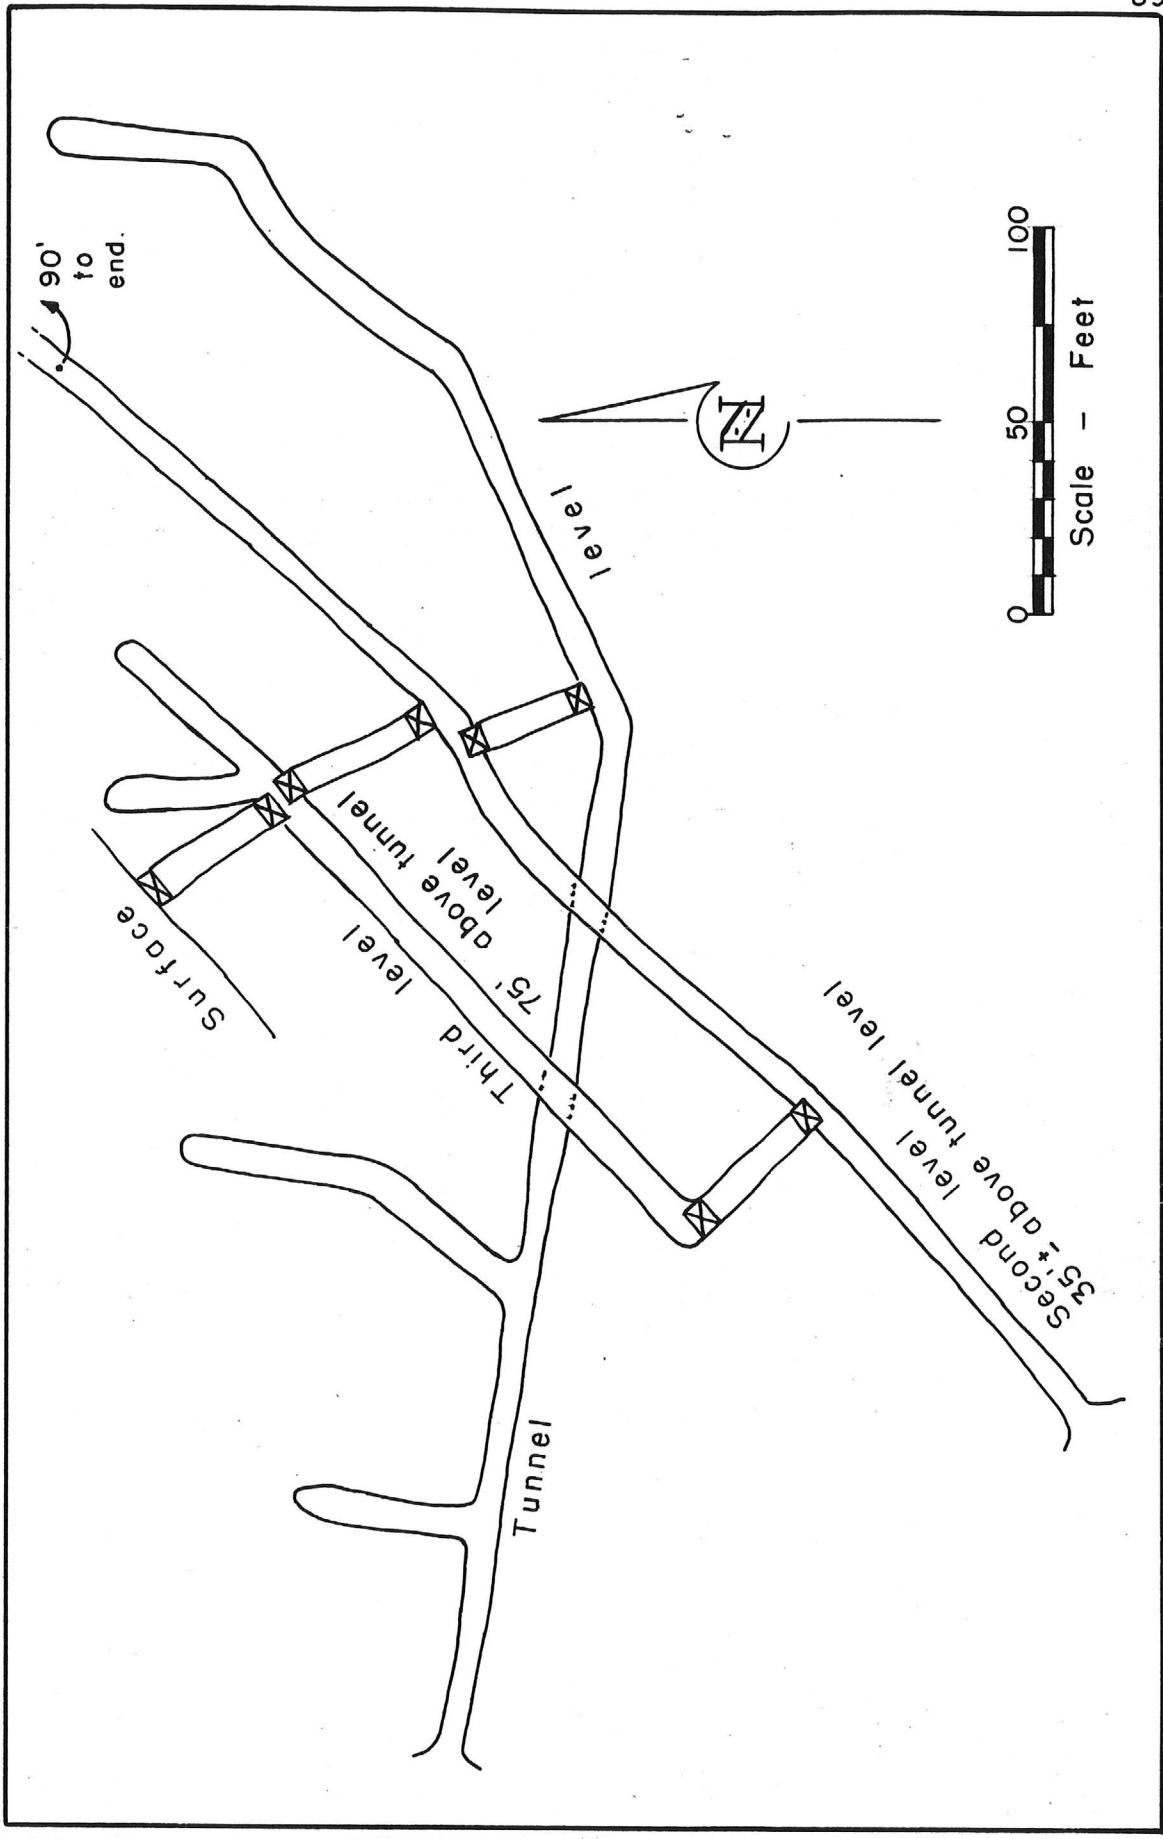 90'
to
end.
level
N
0 50 100
Scale – Feet
Surface
Third level
75' above tunnel
level
Second level
35'± above tunnel level
Tunnel